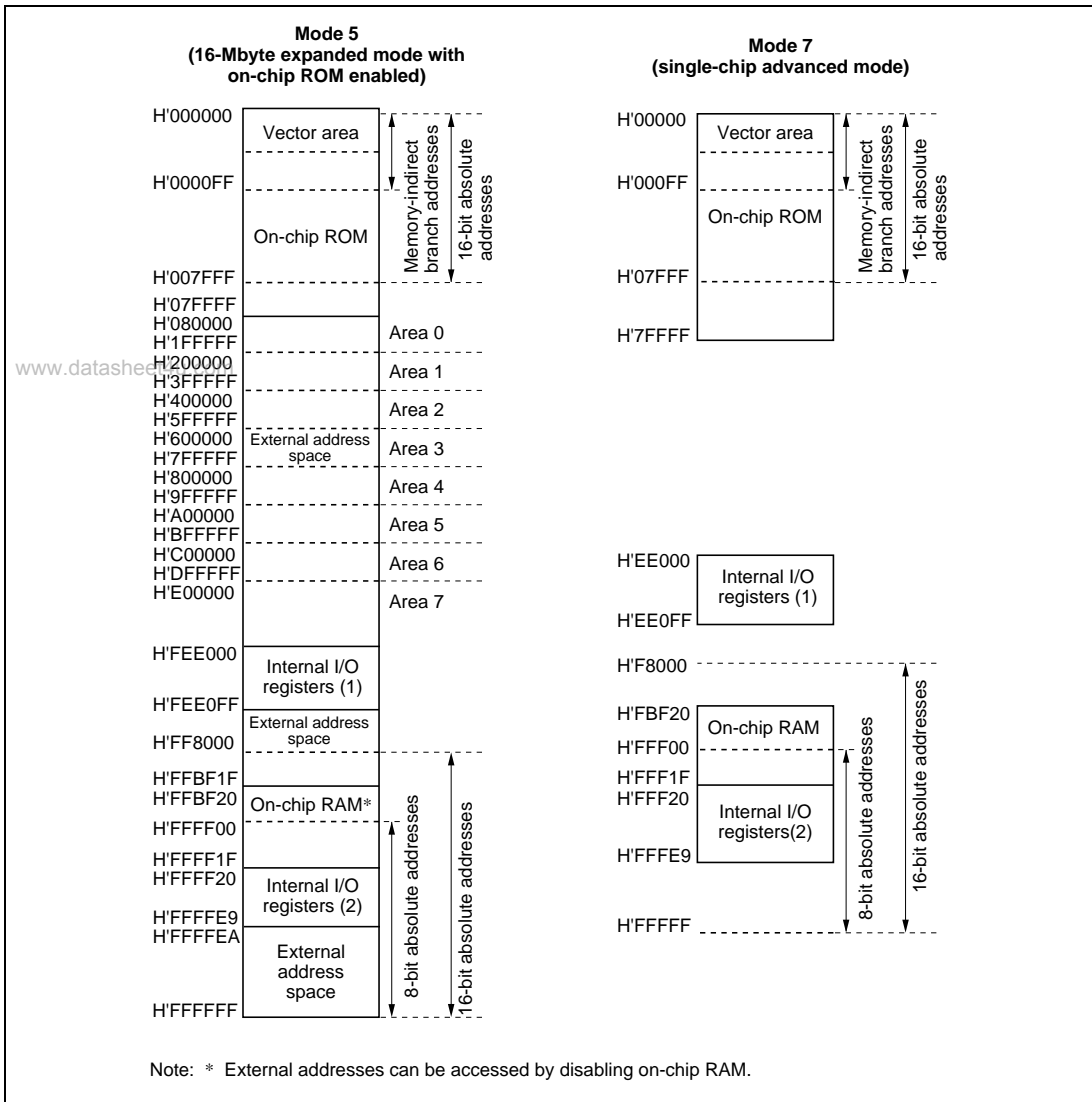 Mode 5
(16-Mbyte expanded mode with
on-chip ROM enabled)
H'000000
Vector area
H'0000FF
On-chip ROM
H'007FFF
H'07FFFF
H'080000
H'1FFFFF
H'200000
H'3FFFFF
H'400000
H'5FFFFF
H'600000
H'7FFFFF
H'800000
H'9FFFFF
H'A00000
H'BFFFFF
H'C00000
H'DFFFFF
H'E00000
External address
space
Area 0
Area 1
Area 2
Area 3
Area 4
Area 5
Area 6
Area 7
H'FEE000
Internal I/O
registers (1)
H'FEE0FF
External address
space
H'FF8000
H'FFBF1F
H'FFBF20
On-chip RAM*
H'FFFF00
H'FFFF1F
H'FFFF20
Internal I/O
registers (2)
H'FFFFE9
H'FFFFEA
External
address
space
H'FFFFFF
Memory-indirect
branch addresses
16-bit absolute
addresses
8-bit absolute addresses
16-bit absolute addresses
Mode 7
(single-chip advanced mode)
H'00000
Vector area
H'000FF
On-chip ROM
H'07FFF
H'7FFFF
Memory-indirect
branch addresses
16-bit absolute
addresses
H'EE000
Internal I/O
registers (1)
H'EE0FF
H'F8000
H'FBF20
On-chip RAM
H'FFF00
H'FFF1F
H'FFF20
Internal I/O
registers(2)
H'FFFE9
H'FFFFF
8-bit absolute addresses
16-bit absolute addresses
Note: * External addresses can be accessed by disabling on-chip RAM.